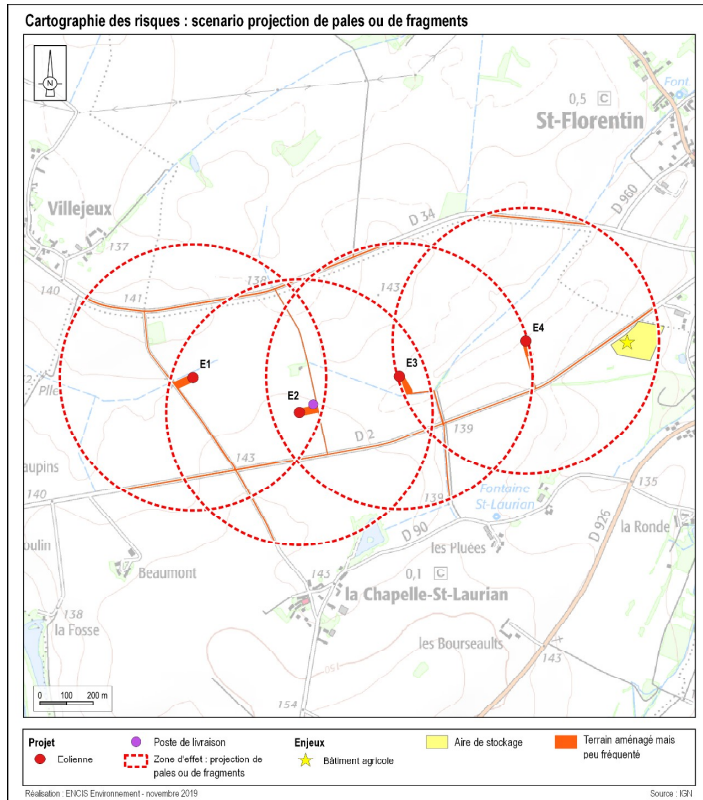 Cartographie des risques : scenario projection de pales ou de fragments
N
Font
0,5 C
St-Florentin
Villejeux
D 960
137
D 34
140
138
143
141
E4
E1
E3
E2
139
D 2
143
aupins
139
Fontaine
St-Laurian
135
140
D 926
D 90
la Ronde
oulin
les Pluées
Beaumont
0,1 C
145
la Chapelle-St-Laurian
138
la Fosse
les Bourseaults
143
051
0 100 200 m
154
Projet
Poste de livraison
Enjeux
Aire de stockage
Terrain aménagé mais
peu fréquenté
Eolienne
Zone d'effet : projection de
pales ou de fragments
Bâtiment agricole
Réalisation : ENCIS Environnement - novembre 2019
Source : IGN